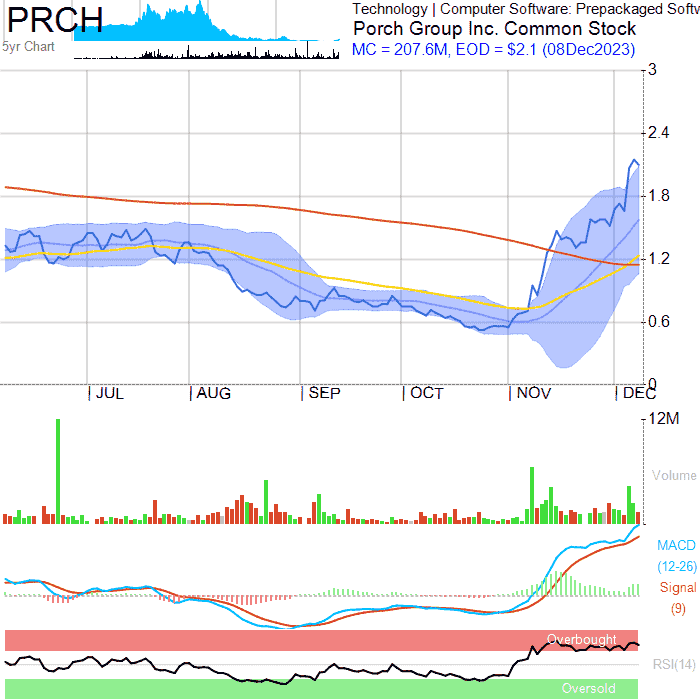 PRCH
5yr Chart
Technology | Computer Software: Prepackaged Softw
Porch Group Inc. Common Stock
MC = 207.6M, EOD = $2.1 (08Dec2023)
3
2.4
1.8
1.2
0.6
0
JUL
AUG
SEP
OCT
NOV
DEC
12M
Volume
MACD
(12-26)
Signal
(9)
Overbought
RSI(14)
Oversold